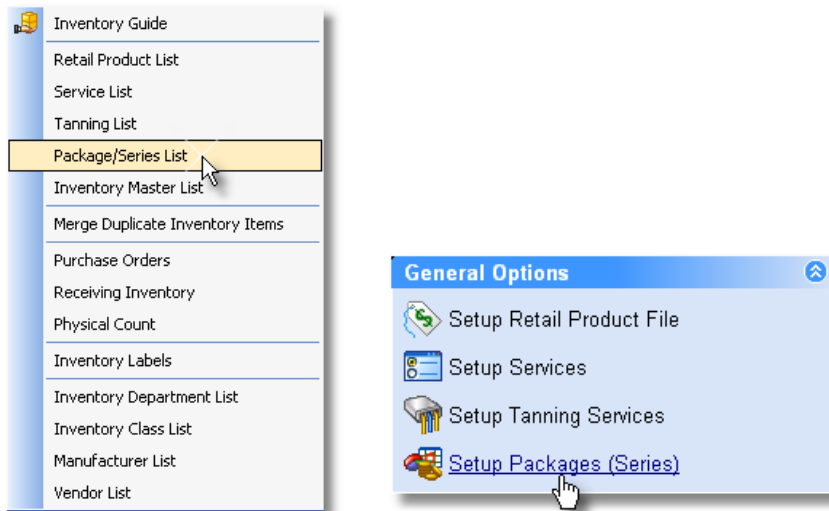 Inventory Guide
Retail Product List
Service List
Tanning List
Package/Series List
Inventory Master List
Merge Duplicate Inventory Items
Purchase Orders
Receiving Inventory
Physical Count
Inventory Labels
Inventory Department List
Inventory Class List
Manufacturer List
Vendor List
General Options
Setup Retail Product File
Setup Services
Setup Tanning Services
Setup Packages (Series)